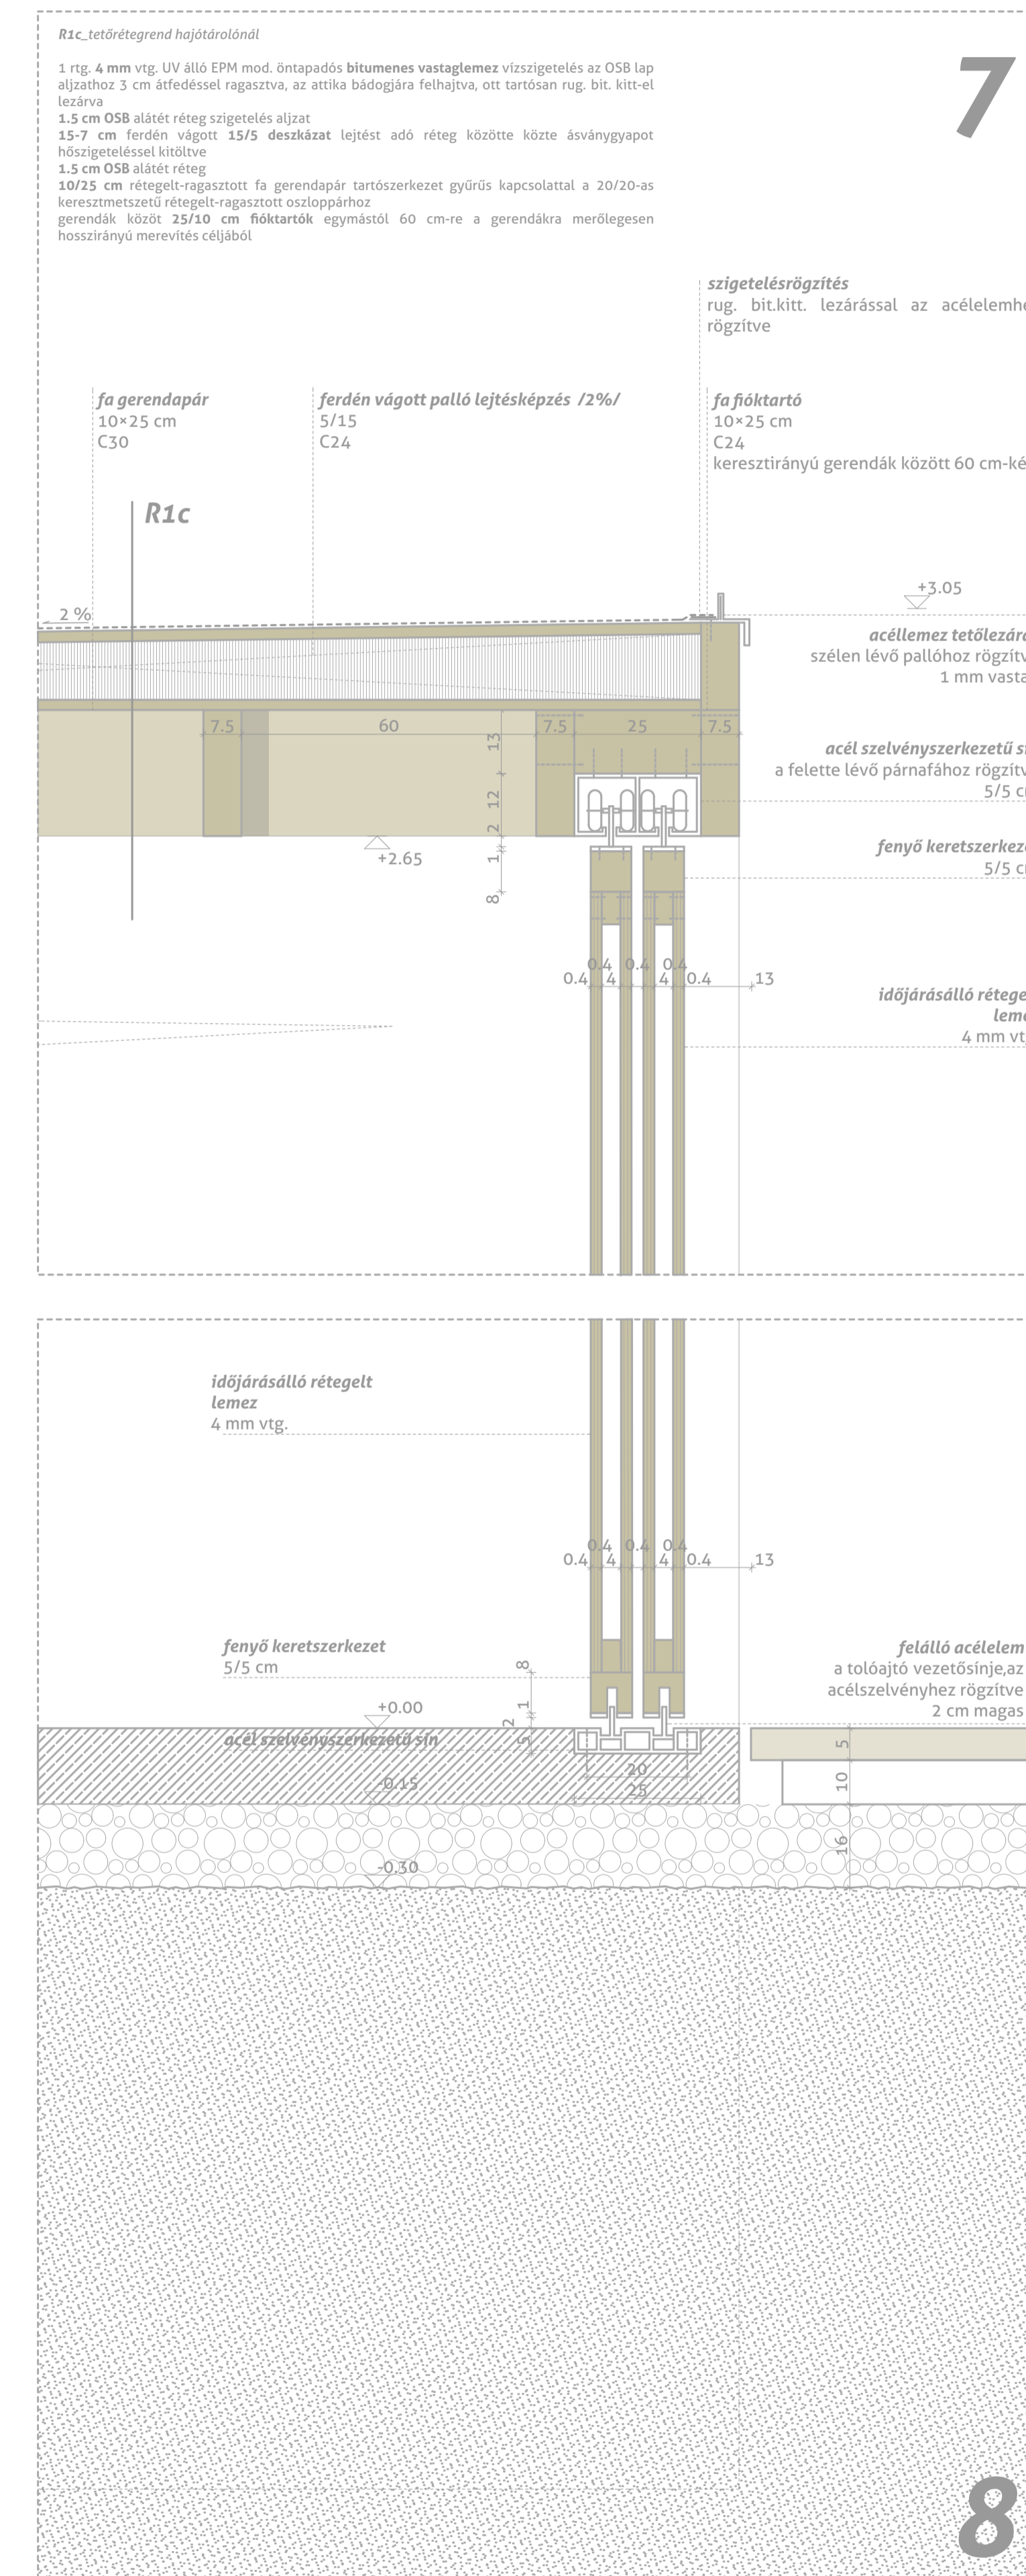 R1c_tetőrétegrend hajótárolónál
7
1 rtg. 4 mm vtg. UV álló EPM mod. öntapadós bitumenes vastaglemez vízszigetelés az OSB lap
aljzathoz 3 cm átfedéssel ragasztva, az attika bádogjára felhajtva, ott tartósan rug. bit. kitt-el
lezárva
1.5 cm OSB alátét réteg szigetelés aljzat
15-7 cm ferdén vágott 15/5 deszkázat lejtést adó réteg közötte közte ásványgyapot
hőszigeteléssel kitöltve
1.5 cm OSB alátét réteg
10/25 cm rétegelt-ragasztott fa gerendapár tartószerkezet gyűrűs kapcsolattal a 20/20-as
keresztmetszetű rétegelt-ragasztott oszloppárhoz
gerendák közöt 25/10 cm fióktartók egymástól 60 cm-re a gerendákra merőlegesen
hosszirányú merevítés céljából
szigetelésrögzítés
rug. bit.kitt. lezárással az acélelemhe
rögzítve
fa gerendapár
10×25 cm
C30
ferdén vágott palló lejtésképzés /2%/
5/15
C24
fa fióktartó
10×25 cm
C24
keresztirányú gerendák között 60 cm-ké
R1c
+3.05
2 %
acéllemez tetőlezárá
szélen lévő pallóhoz rögzítv
1 mm vasta
7.5 60 7.5 25 7.5
13
12
2
1
8
acél szelvényszerkezetű sí
a felette lévő párnafához rögzítv
5/5 c
+2.65
fenyő keretszerkeze
5/5 c
0.4 0.4 0.4
0.4 4 4 0.4 13
időjárásálló rétege
leme
4 mm vt
időjárásálló rétegelt
lemez
4 mm vtg.
0.4 0.4 0.4
0.4 4 4 0.4 13
fenyő keretszerkezet
5/5 cm
8
1
2
5
felálló acélelem
a tolóajtó vezetősínje,az
acélszelvényhez rögzítve
2 cm magas
+0.00
acél szelvényszerkezetű sín
20
25
-0.15
5
10
16
-0.30
8